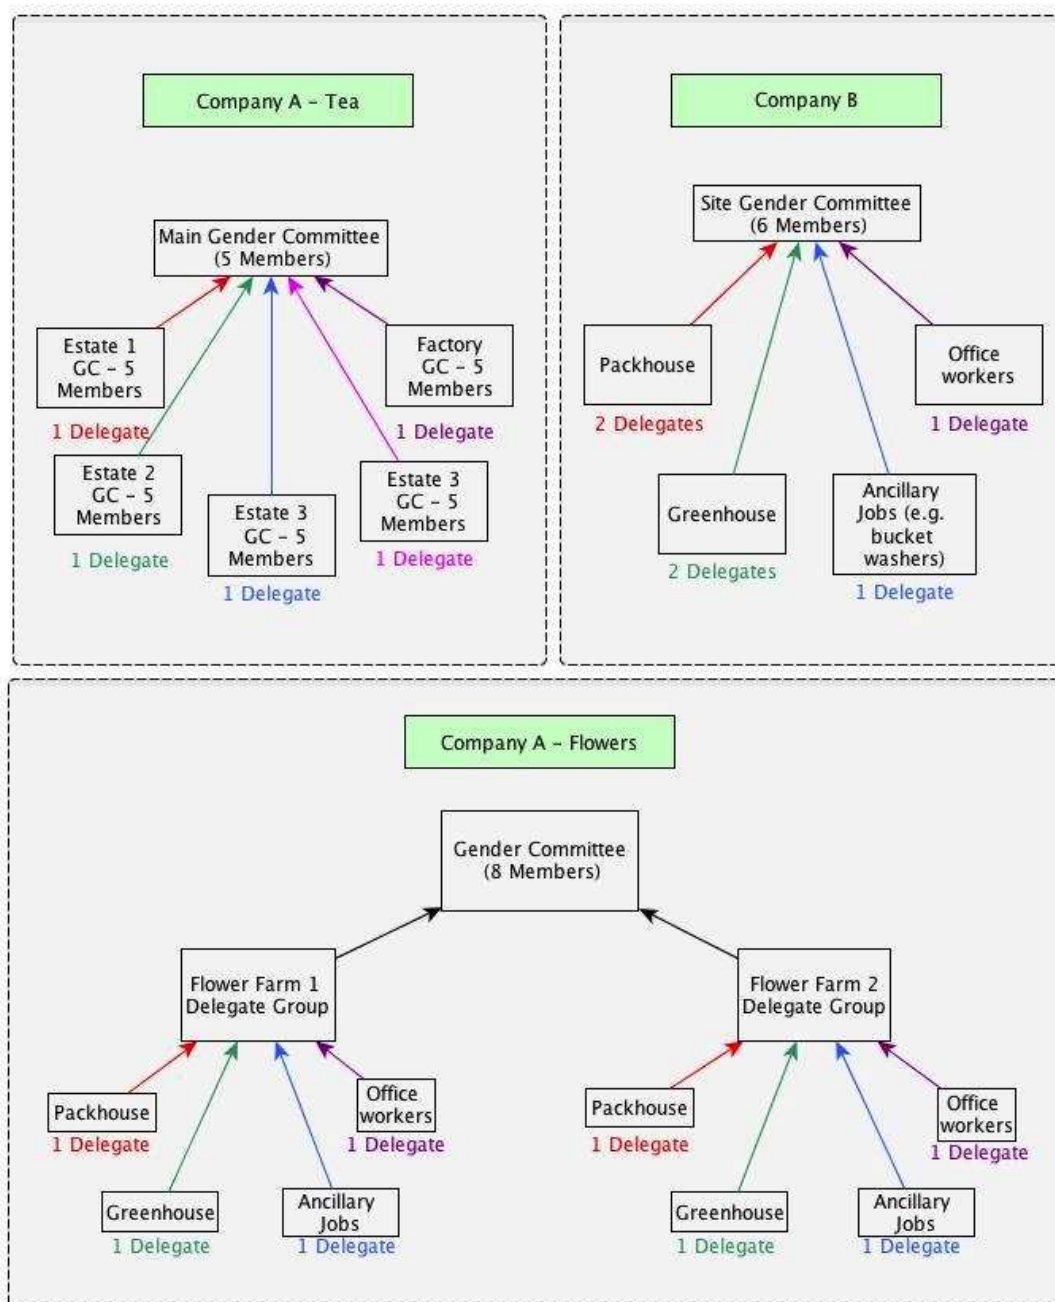 Company A – Tea
Main Gender Committee
(5 Members)
Estate 1
GC – 5
Members
1 Delegate
Factory
GC – 5
Members
1 Delegate
Estate 2
GC – 5
Members
1 Delegate
Estate 3
GC – 5
Members
1 Delegate
Estate 3
GC – 5
Members
1 Delegate
Company B
Site Gender Committee
(6 Members)
Packhouse
2 Delegates
Office
workers
1 Delegate
Greenhouse
2 Delegates
Ancillary
Jobs (e.g.
bucket
washers)
1 Delegate
Company A – Flowers
Gender Committee
(8 Members)
Flower Farm 1
Delegate Group
Packhouse
1 Delegate
Office
workers
1 Delegate
Greenhouse
1 Delegate
Ancillary
Jobs
1 Delegate
Flower Farm 2
Delegate Group
Packhouse
1 Delegate
Office
workers
1 Delegate
Greenhouse
1 Delegate
Ancillary
Jobs
1 Delegate